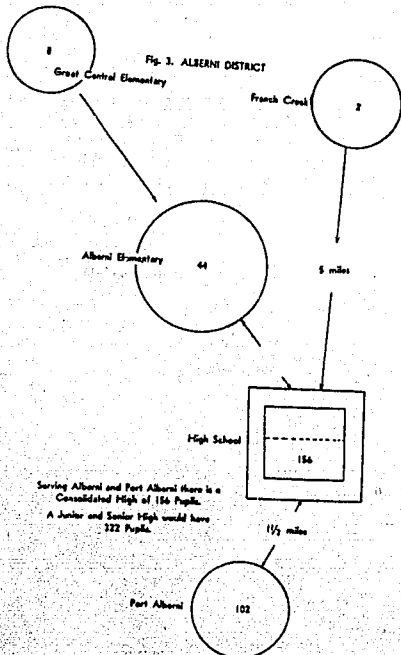 Fig. 3. ALBERNI DISTRICT
8
Great Central Elementary
French Creek
2
Alberni Elementary
44
5 miles
High School
156
Serving Alberni and Port Alberni there is a
Consolidated High of 156 Pupils.
A Junior and Senior High would have
322 Pupils.
1 1/2 miles
Port Alberni
102